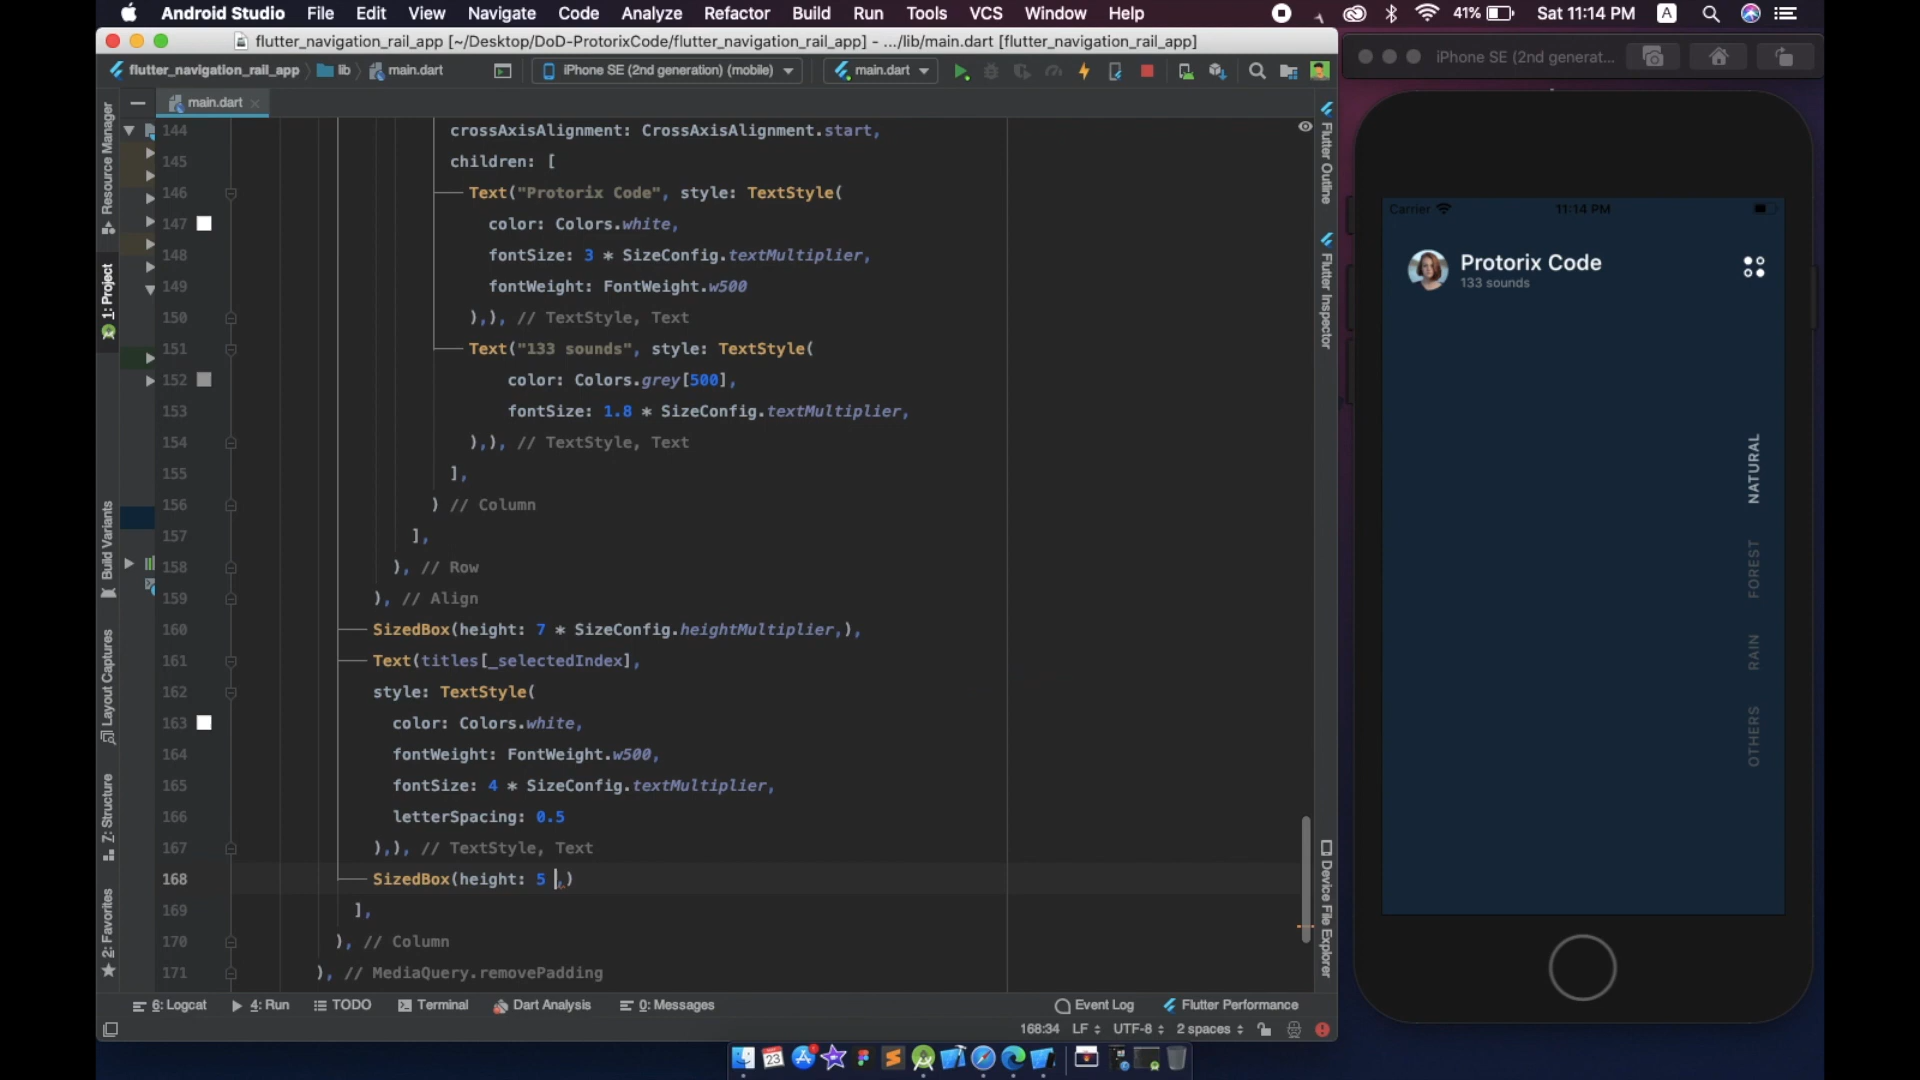 Android Studio File Edit View Navigate Code Analyze Refactor Build Run Tools VCS Window Help 41% Sat 11:14 PM A
flutter_navigation_rail_app [~/Desktop/DoD-ProtorixCode/flutter_navigation_rail_app] - .../lib/main.dart [flutter_navigation_rail_app]
iPhone SE (2nd generat...
flutter_navigation_rail_app lib main.dart iPhone SE (2nd generation) (mobile) main.dart
main.dart
Resource Manager
1: Project
Build Variants
Layout Captures
Z: Structure
2: Favorites
144 crossAxisAlignment: CrossAxisAlignment.start,
145 children: [
146 Text("Protorix Code", style: TextStyle(
147 color: Colors.white,
148 fontSize: 3 * SizeConfig.textMultiplier,
149 fontWeight: FontWeight.w500
150 ),), // TextStyle, Text
151 Text("133 sounds", style: TextStyle(
152 color: Colors.grey[500],
153 fontSize: 1.8 * SizeConfig.textMultiplier,
154 ),), // TextStyle, Text
155 ],
156 ) // Column
157 ],
158 ), // Row
159 ), // Align
160 SizedBox(height: 7 * SizeConfig.heightMultiplier,),
161 Text(titles[_selectedIndex],
162 style: TextStyle(
163 color: Colors.white,
164 fontWeight: FontWeight.w500,
165 fontSize: 4 * SizeConfig.textMultiplier,
166 letterSpacing: 0.5
167 ),), // TextStyle, Text
168 SizedBox(height: 5 ,)
169 ],
170 ), // Column
171 ), // MediaQuery.removePadding
Flutter Outline
Flutter Inspector
Device File Explorer
6: Logcat 4: Run TODO Terminal Dart Analysis 0: Messages Event Log Flutter Performance
168:34 LF UTF-8 2 spaces
Carrier 11:14 PM
Protorix Code
133 sounds
NATURAL
FOREST
RAIN
OTHERS
23